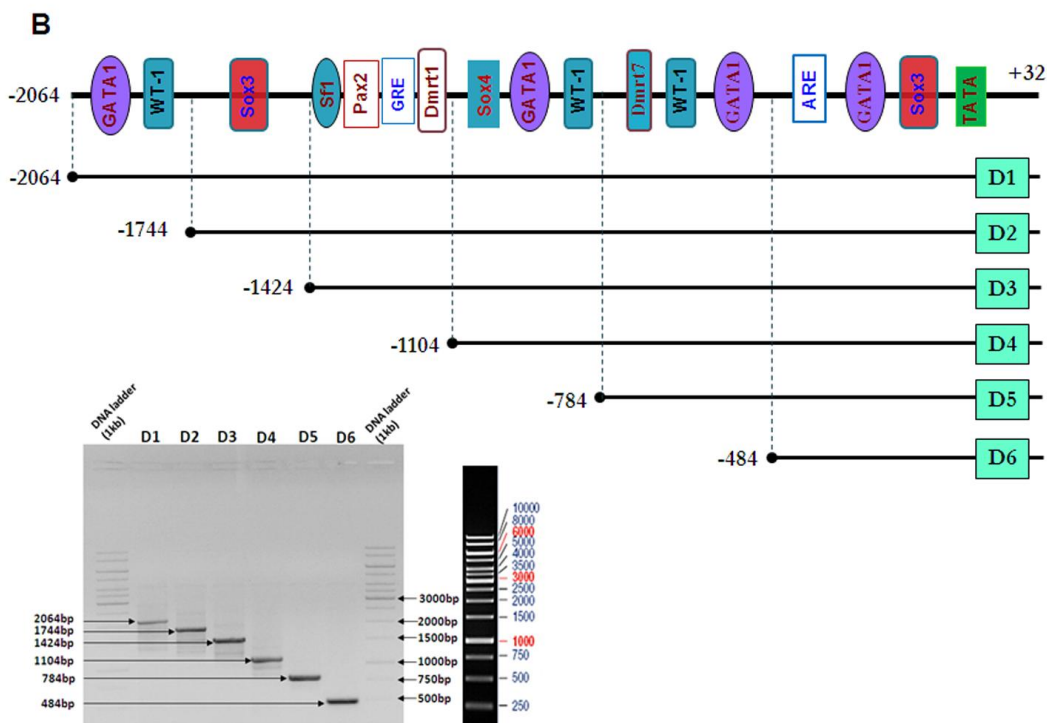 B
-2064 GATA1 WT-1 Sox3 Sf1 Pax2 GRE Dmrt1 Sox4 GATA1 WT-1 Dmrt7 WT-1 GATA1 ARE GATA1 Sox3 TATA +32
-2064 D1
-1744 D2
-1424 D3
-1104 D4
-784 D5
-484 D6
DNA ladder
(1kb)
D1 D2 D3 D4 D5 D6
DNA ladder
(1kb)
2064bp
1744bp
1424bp
1104bp
784bp
484bp
3000bp
2000bp
1500bp
1000bp
750bp
500bp
10000
8000
6000
5000
4000
3500
3000
2500
2000
1500
1000
750
500
250